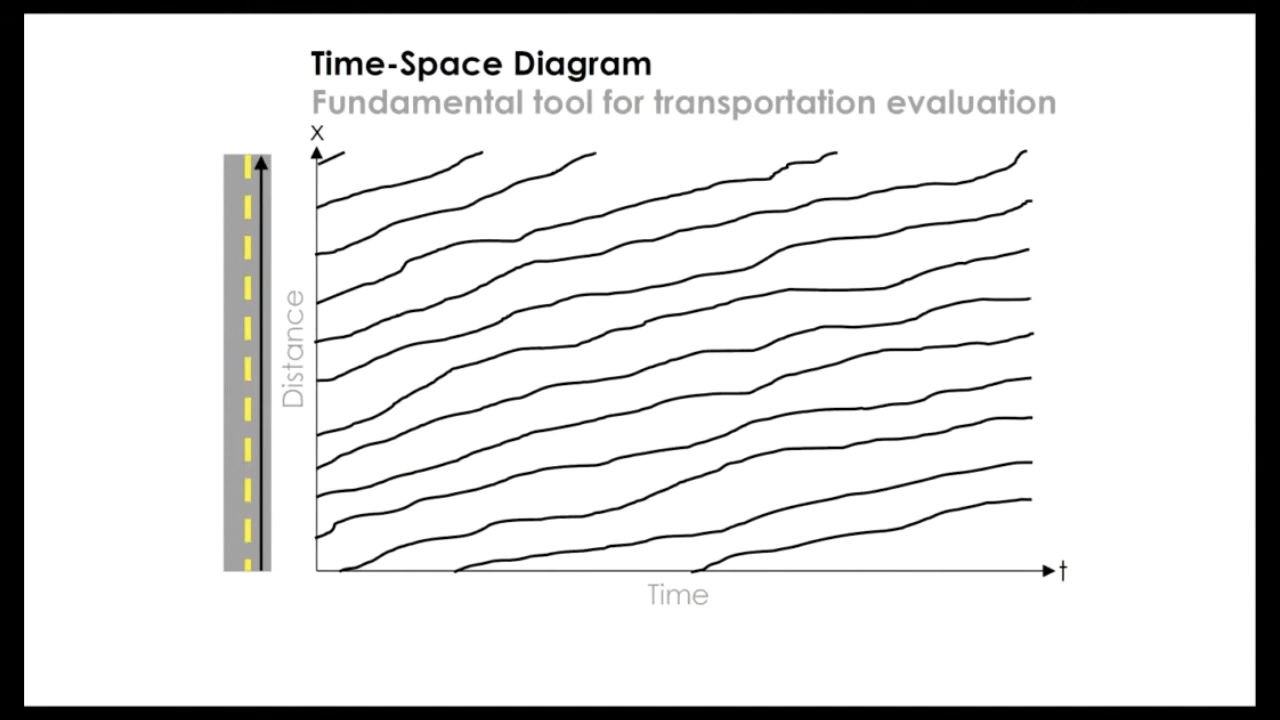 Time-Space Diagram
Fundamental tool for transportation evaluation
x
Distance
t
Time